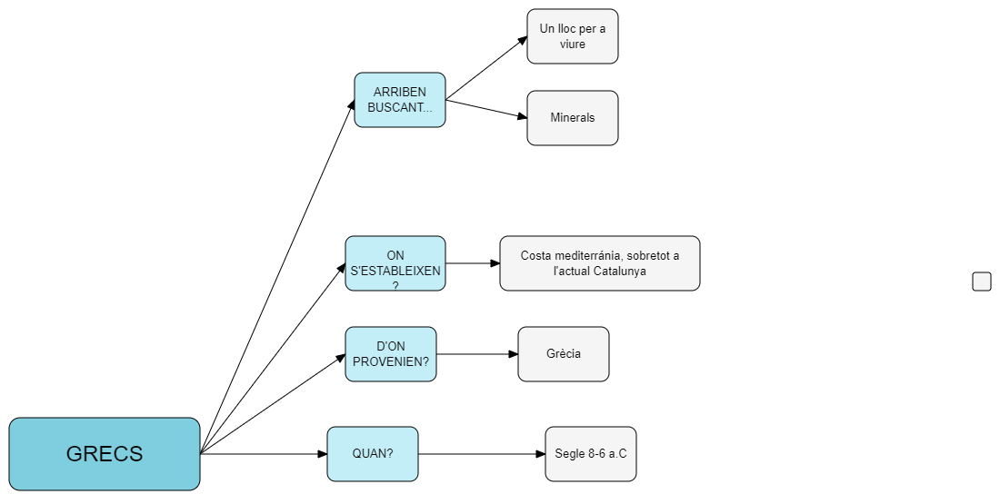 Un lloc per a
viure
ARRIBEN
BUSCANT...
Minerals
ON
S'ESTABLEIXEN
?
Costa mediterránia, sobretot a
l'actual Catalunya
D'ON
PROVENIEN?
Grècia
GRECS
QUAN?
Segle 8-6 a.C